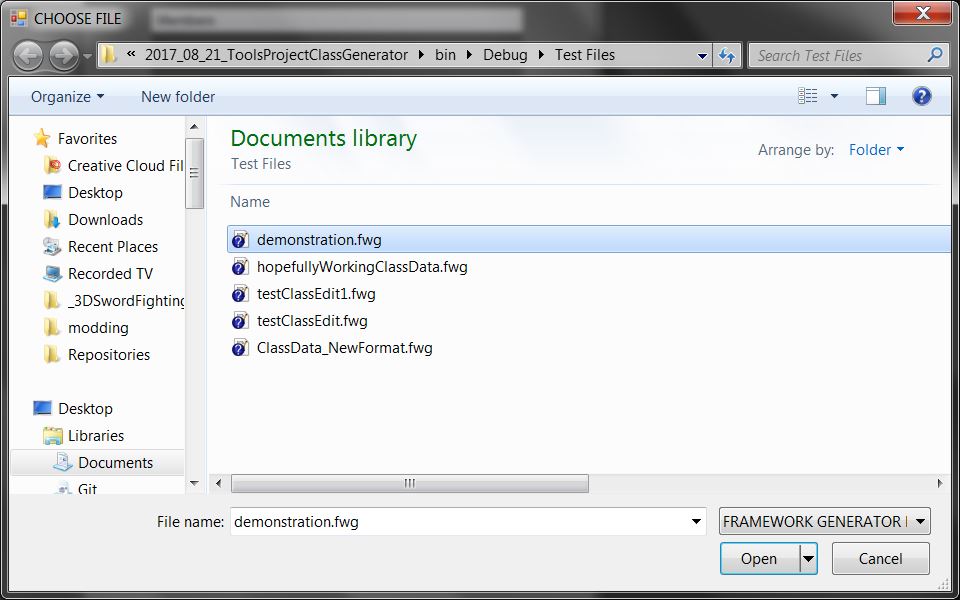 CHOOSE FILE
Members
« 2017_08_21_ToolsProjectClassGenerator bin Debug Test Files
Search Test Files
Organize
New folder
Favorites
Creative Cloud Fil
Desktop
Downloads
Recent Places
Recorded TV
_3DSwordFighting
modding
Repositories
Desktop
Libraries
Documents
Git
Documents library
Test Files
Arrange by: Folder
Name
demonstration.fwg
hopefullyWorkingClassData.fwg
testClassEdit1.fwg
testClassEdit.fwg
ClassData_NewFormat.fwg
File name: demonstration.fwg
FRAMEWORK GENERATOR
Open
Cancel